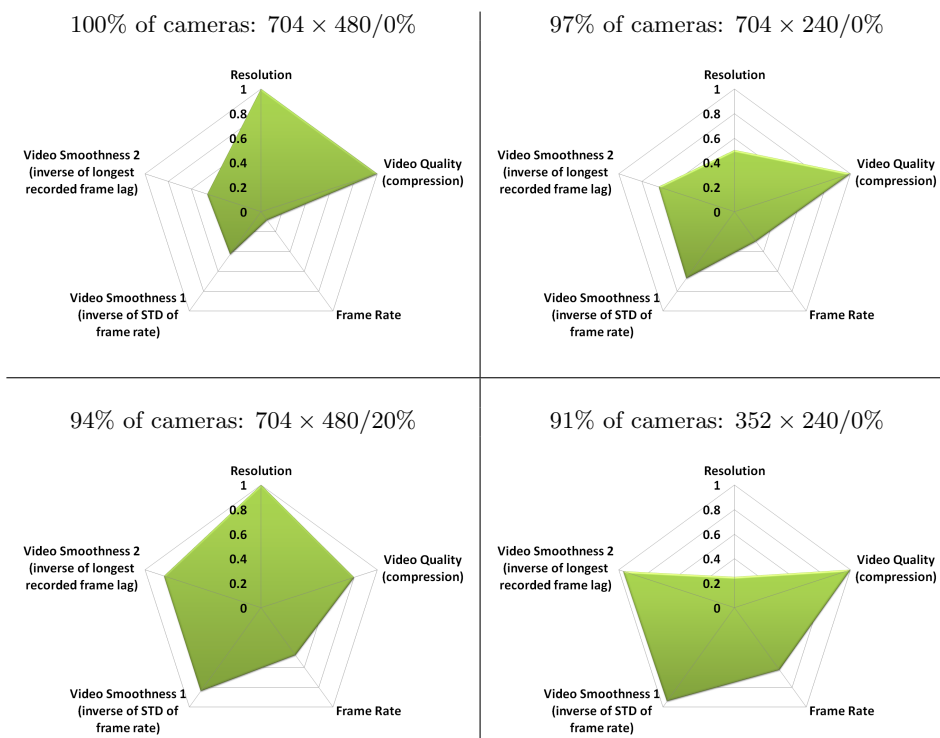 100% of cameras: 704 × 480/0%
Resolution
1
0.8
0.6
0.4
0.2
0
Video Quality
(compression)
Frame Rate
Video Smoothness 1
(inverse of STD of
frame rate)
Video Smoothness 2
(inverse of longest
recorded frame lag)
97% of cameras: 704 × 240/0%
Resolution
1
0.8
0.6
0.4
0.2
0
Video Quality
(compression)
Frame Rate
Video Smoothness 1
(inverse of STD of
frame rate)
Video Smoothness 2
(inverse of longest
recorded frame lag)
94% of cameras: 704 × 480/20%
Resolution
1
0.8
0.6
0.4
0.2
0
Video Quality
(compression)
Frame Rate
Video Smoothness 1
(inverse of STD of
frame rate)
Video Smoothness 2
(inverse of longest
recorded frame lag)
91% of cameras: 352 × 240/0%
Resolution
1
0.8
0.6
0.4
0.2
0
Video Quality
(compression)
Frame Rate
Video Smoothness 1
(inverse of STD of
frame rate)
Video Smoothness 2
(inverse of longest
recorded frame lag)